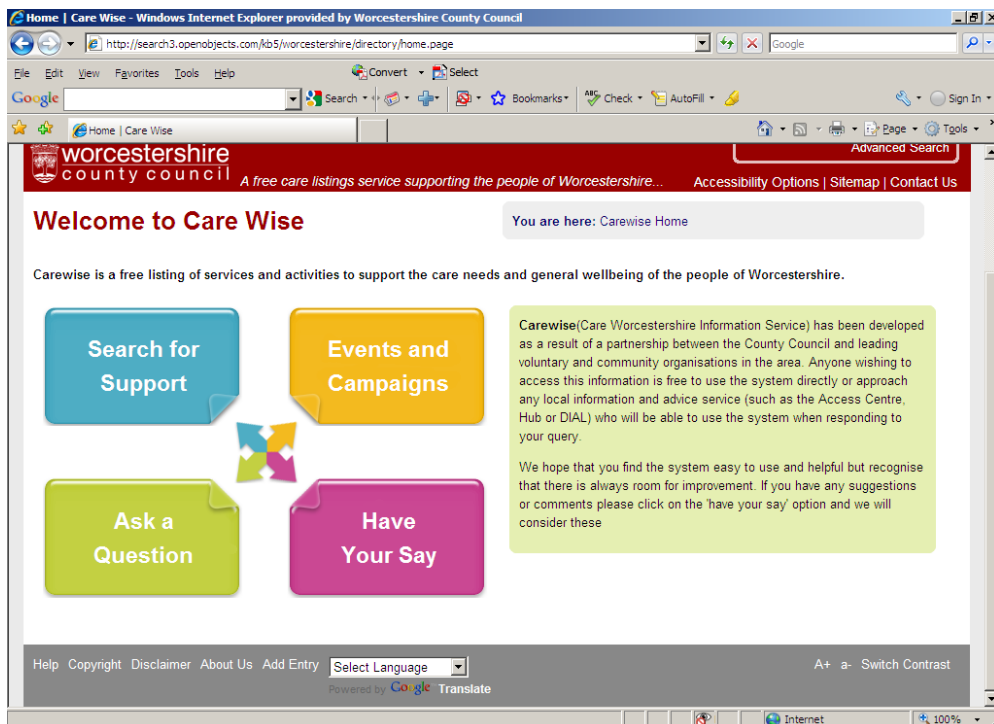 Home | Care Wise - Windows Internet Explorer provided by Worcestershire County Council
http://search3.openobjects.com/kb5/worcestershire/directory/home.page
Google
File Edit View Favorites Tools Help
Convert Select
Google Search Bookmarks Check AutoFill Sign In
Home | Care Wise Page Tools
worcestershire
county council
A free care listings service supporting the people of Worcestershire...
Advanced Search
Accessibility Options | Sitemap | Contact Us
Welcome to Care Wise
You are here: Carewise Home
Carewise is a free listing of services and activities to support the care needs and general wellbeing of the people of Worcestershire.
Search for
Support
Events and
Campaigns
Ask a
Question
Have
Your Say
Carewise(Care Worcestershire Information Service) has been developed
as a result of a partnership between the County Council and leading
voluntary and community organisations in the area. Anyone wishing to
access this information is free to use the system directly or approach
any local information and advice service (such as the Access Centre,
Hub or DIAL) who will be able to use the system when responding to
your query.
We hope that you find the system easy to use and helpful but recognise
that there is always room for improvement. If you have any suggestions
or comments please click on the 'have your say' option and we will
consider these
Help Copyright Disclaimer About Us Add Entry Select Language
Powered by Google Translate
A+ a- Switch Contrast
Internet 100%